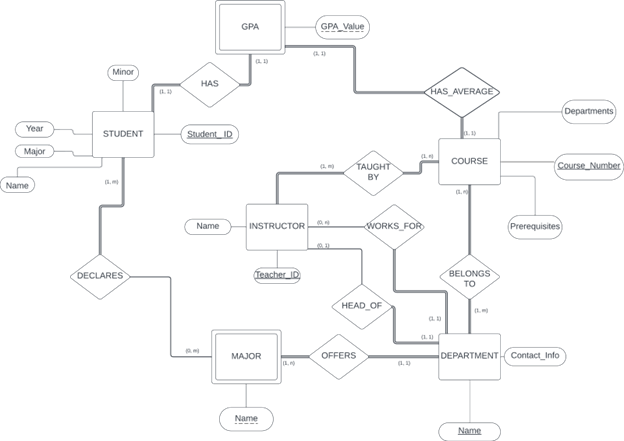 GPA
GPA_Value
(1, 1)
(1, 1)
Minor
HAS
(1, 1)
HAS_AVERAGE
Departments
Year
STUDENT
Student_ ID
(1, 1)
Major
(1, n)
COURSE
Course_Number
Name
(1, m)
TAUGHT
BY
(1, m)
(1, n)
Name
INSTRUCTOR
(0, n)
WORKS_FOR
Prerequisites
(0, 1)
Teacher_ID
DECLARES
BELONGS
TO
HEAD_OF
(1, m)
(1, 1)
(1, 1)
(0, m)
MAJOR
(1, n)
OFFERS
(1, 1)
DEPARTMENT
Contact_Info
Name
Name